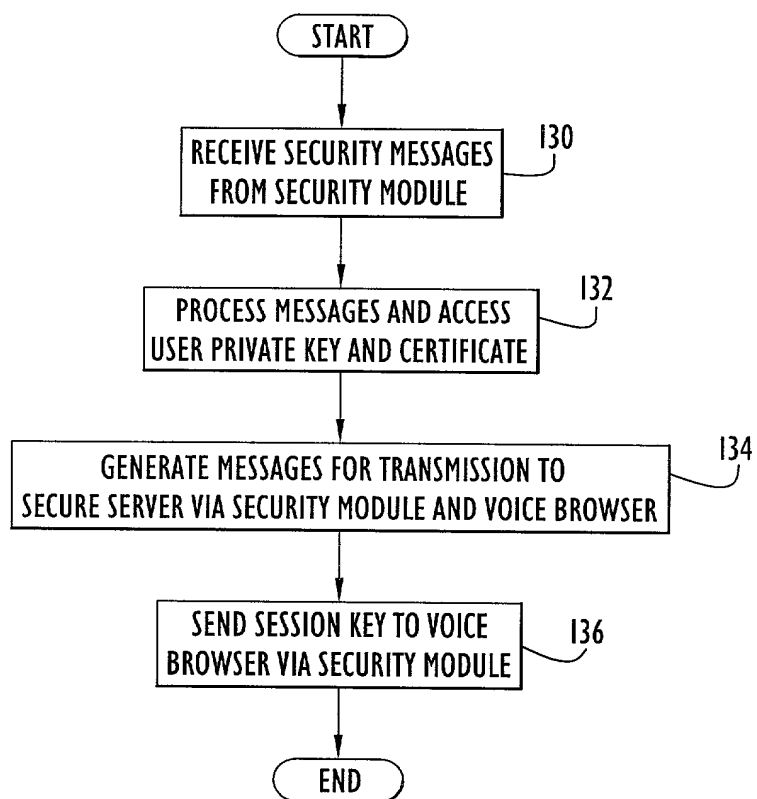 START
RECEIVE SECURITY MESSAGES
FROM SECURITY MODULE
130
PROCESS MESSAGES AND ACCESS
USER PRIVATE KEY AND CERTIFICATE
132
GENERATE MESSAGES FOR TRANSMISSION TO
SECURE SERVER VIA SECURITY MODULE AND VOICE BROWSER
134
SEND SESSION KEY TO VOICE
BROWSER VIA SECURITY MODULE
136
END